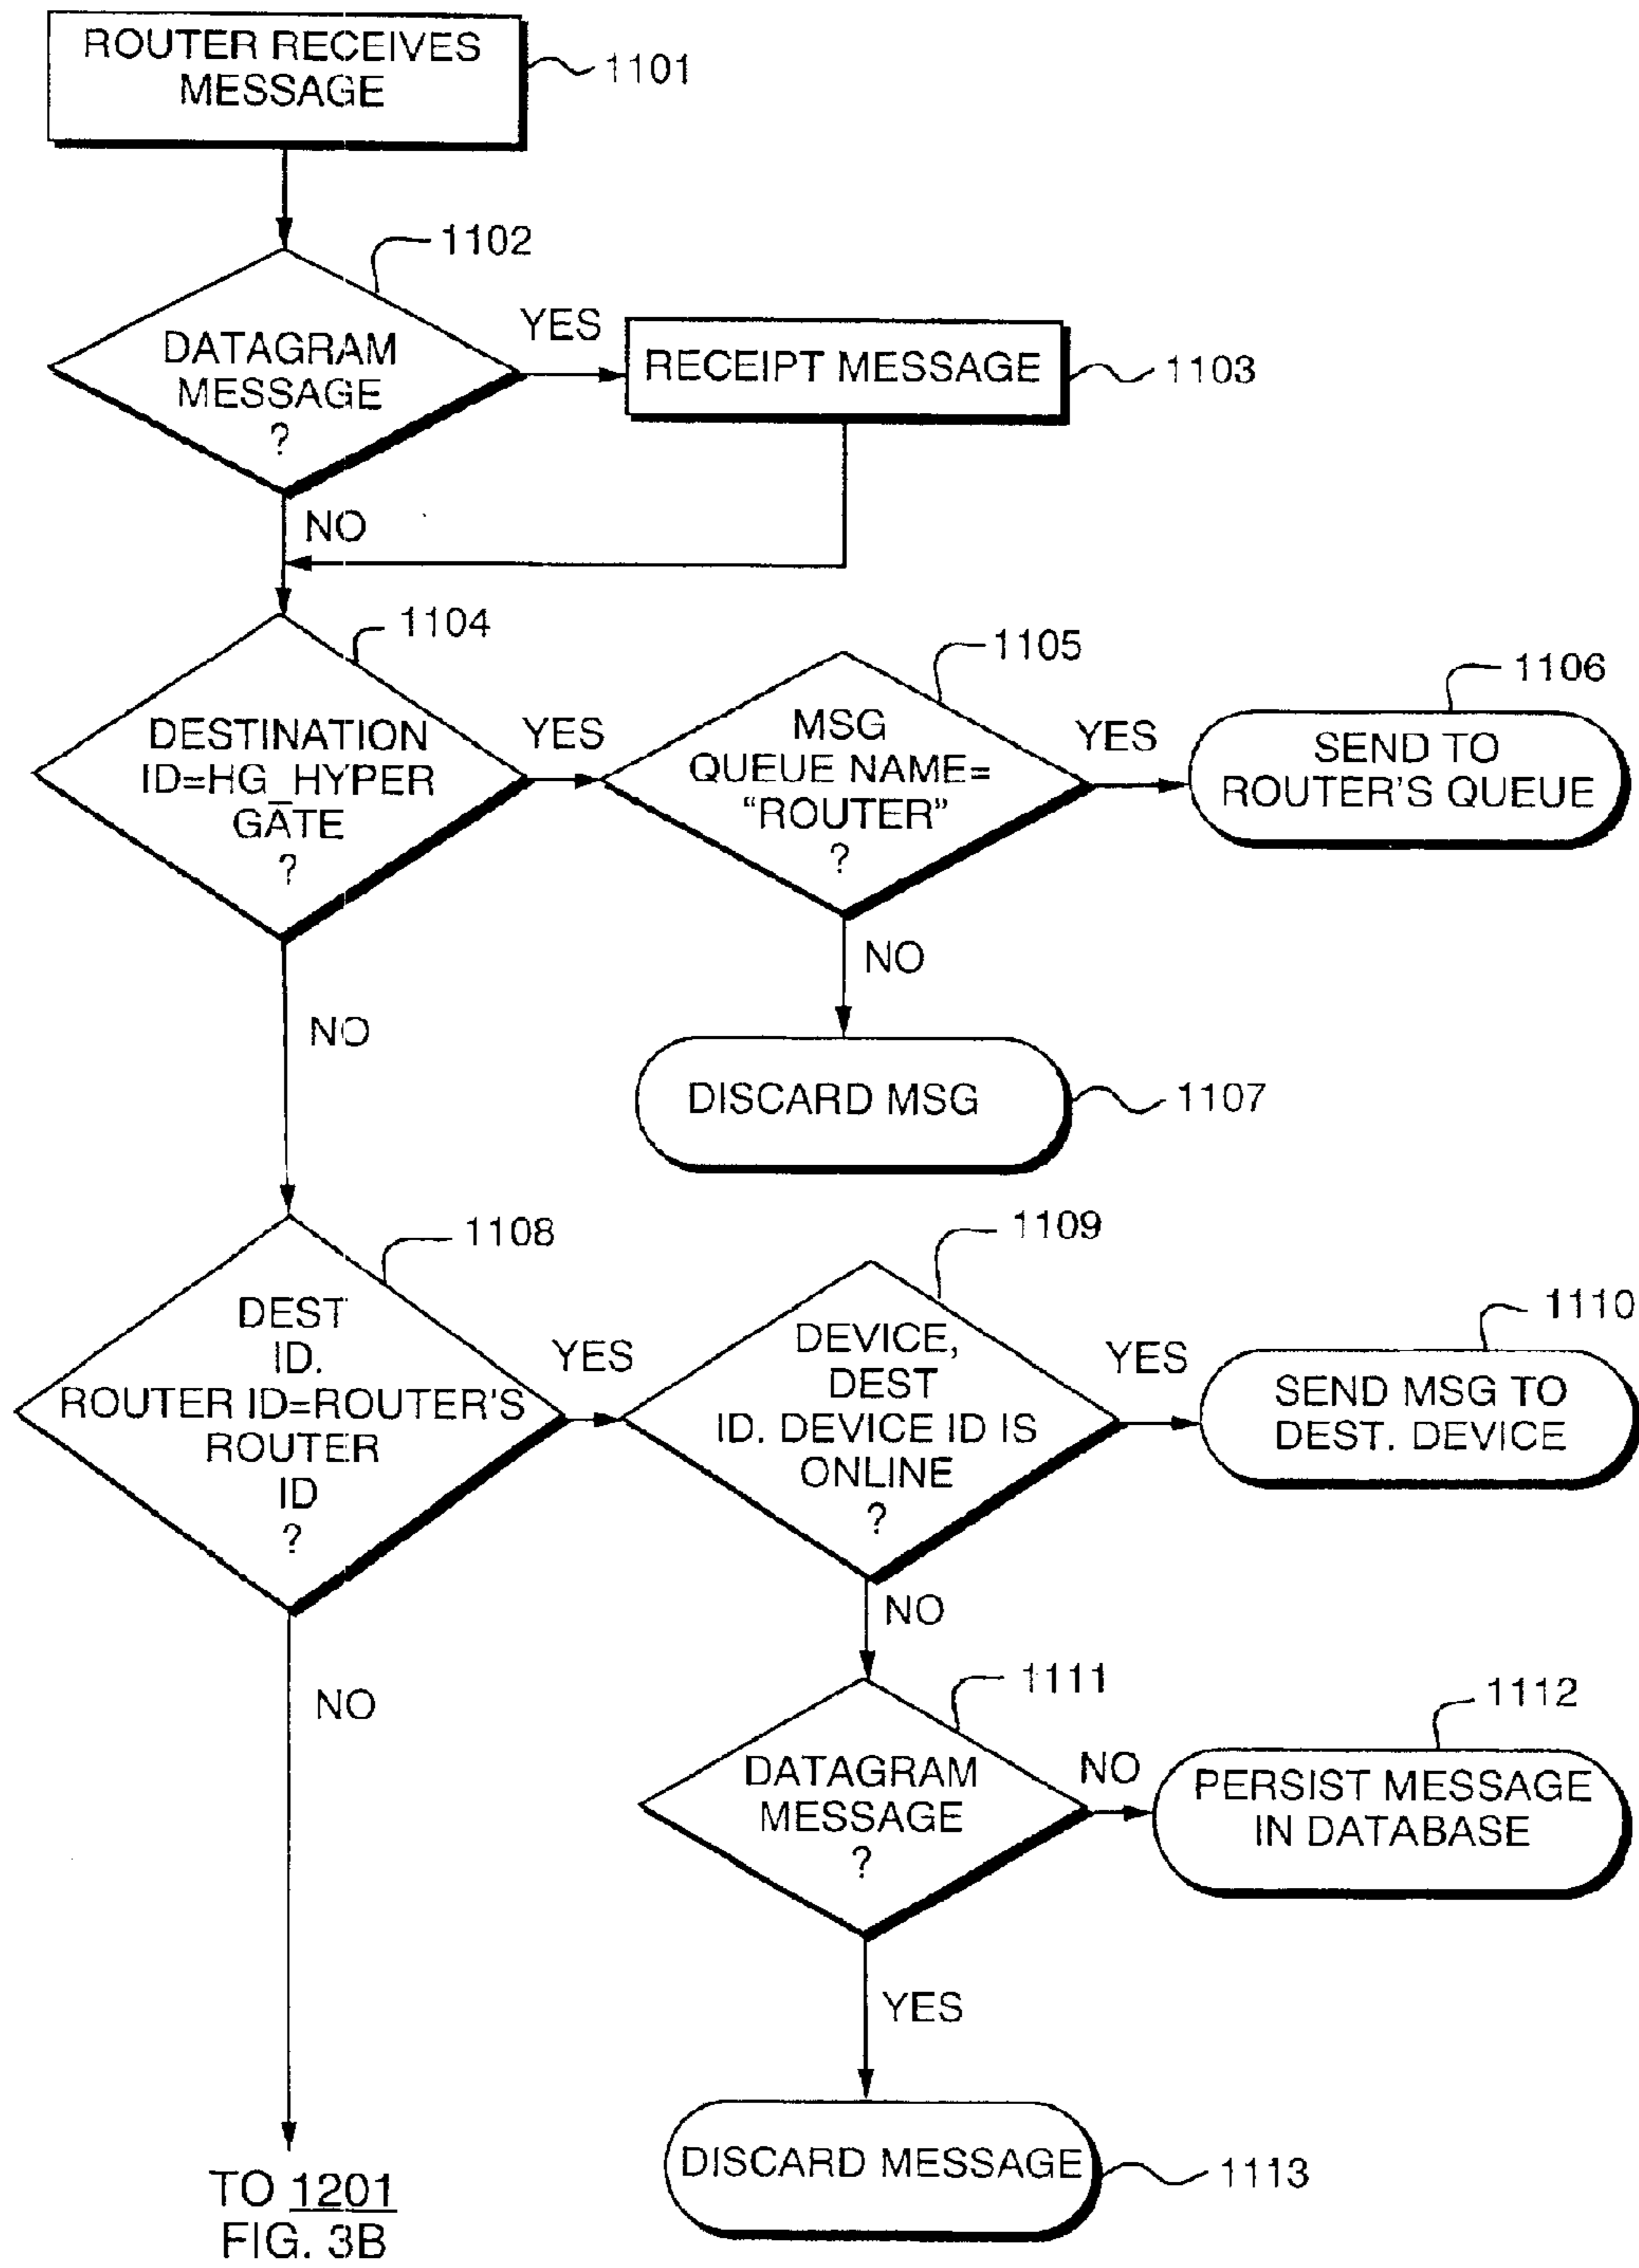 ROUTER RECEIVES
MESSAGE
1101
1102
DATAGRAM
MESSAGE
?
YES
RECEIPT MESSAGE
1103
NO
1104
DESTINATION
ID=HG_HYPER
GATE
?
YES
1105
MSG
QUEUE NAME=
“ROUTER”
?
YES
1106
SEND TO
ROUTER'S QUEUE
NO
DISCARD MSG
1107
NO
1108
DEST
ID.
ROUTER ID=ROUTER'S
ROUTER
ID
?
YES
1109
DEVICE,
DEST
ID. DEVICE ID IS
ONLINE
?
YES
1110
SEND MSG TO
DEST. DEVICE
NO
1111
DATAGRAM
MESSAGE
?
NO
1112
PERSIST MESSAGE
IN DATABASE
YES
DISCARD MESSAGE
1113
NO
TO 1201
FIG. 3B